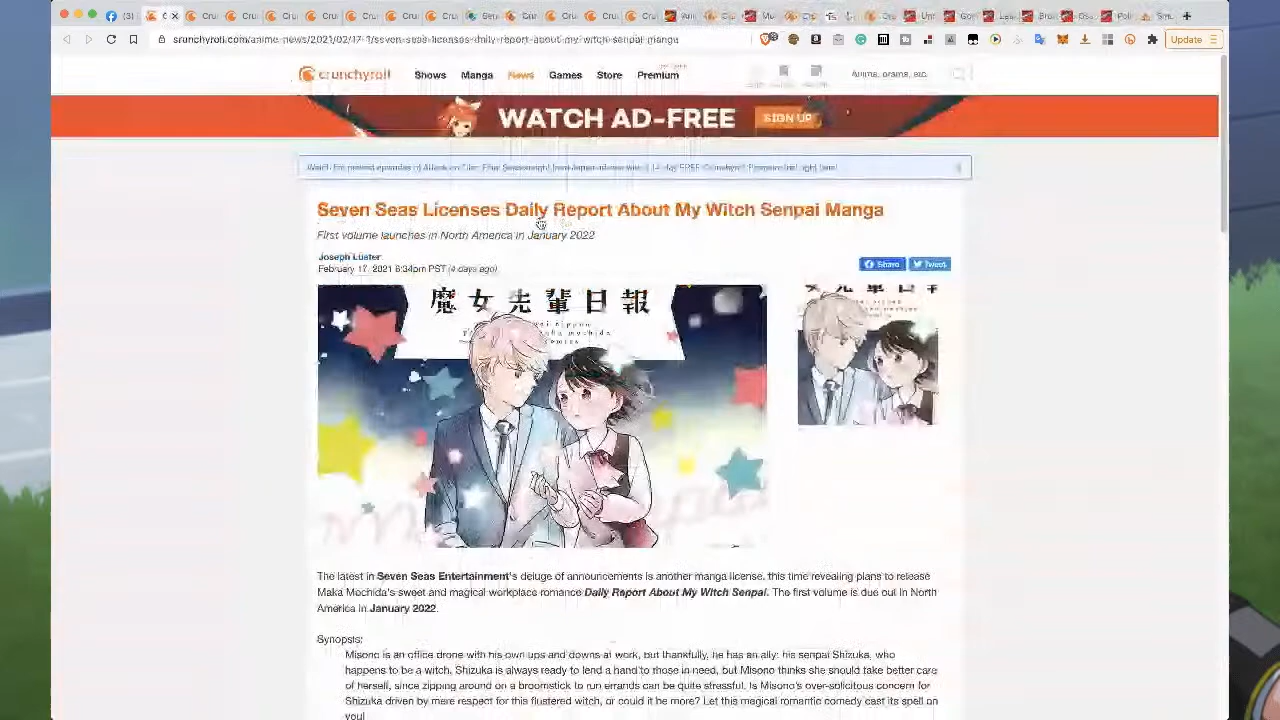 crunchyroll.com/anime-news/2021/02/17-1/seven-seas-licenses-daily-report-about-my-witch-senpai-manga
Update
crunchyroll
Shows Manga News Games Store Premium
WATCH AD-FREE SIGN UP
Seven Seas Licenses Daily Report About My Witch Senpai Manga
First volume launches in North America in January 2022
Joseph Luster
February 17, 2021 6:34pm PST (4 days ago)
Share Tweet
魔女先輩日報
The latest in Seven Seas Entertainment's deluge of announcements is another manga license, this time revealing plans to release
Maka Mochida's sweet and magical workplace romance Daily Report About My Witch Senpai. The first volume is due out in North
America in January 2022.
Synopsis:
Misono is an office drone with his own ups and downs at work, but thankfully, he has an ally: his senpai Shizuka, who
happens to be a witch. Shizuka is always ready to lend a hand to those in need, but Misono thinks she should take better care
of herself, since zipping around on a broomstick to run errands can be quite stressful. Is Misono's over-solicitous concern for
Shizuka driven by mere respect for this flustered witch, or could it be more? Let this magical romantic comedy cast its spell on
you!